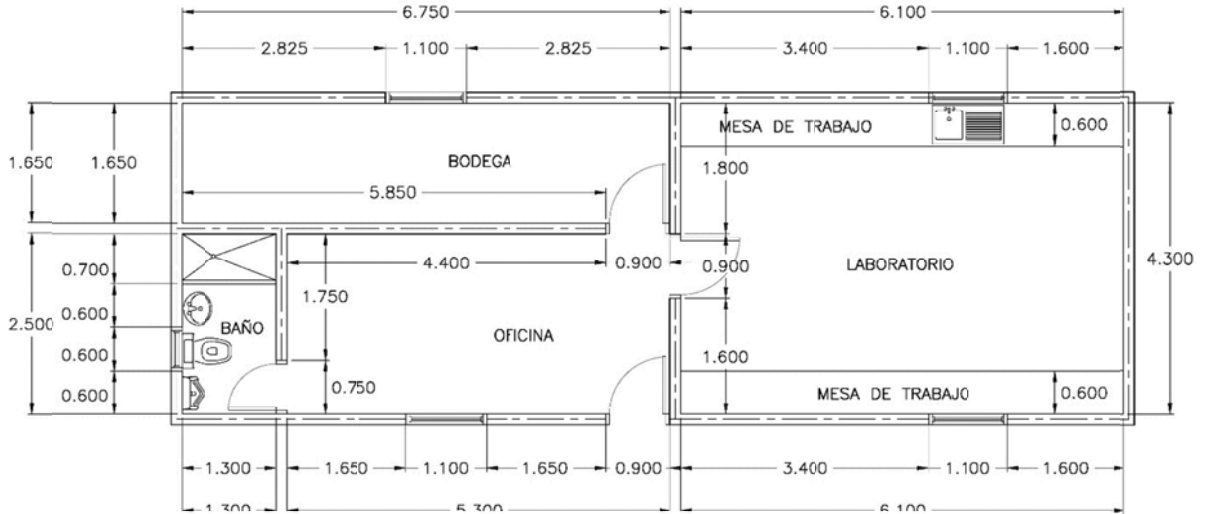 6.750 6.100
2.825 1.100 2.825 3.400 1.100 1.600
MESA DE TRABAJO 0.600
1.650 1.650 BODEGA 1.800
5.850
4.400 0.900 0.900 LABORATORIO 4.300
0.700
1.750
0.600
2.500 BAÑO OFICINA
0.600 1.600
0.600 0.750 MESA DE TRABAJO 0.600
1.300 1.650 1.100 1.650 0.900 3.400 1.100 1.600
1.300 5.300 6.100